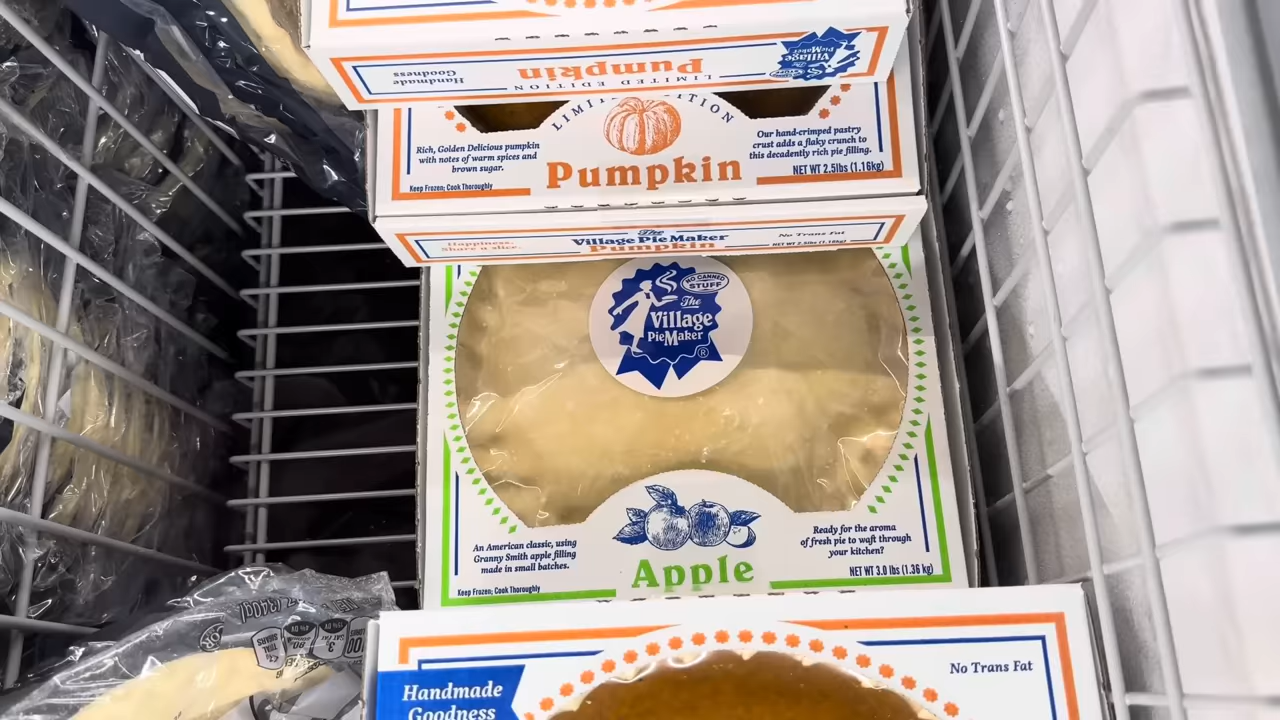 Handmade
Goodness
Pumpkin
LIMITED EDITION
The
Village
PieMaker
Rich, Golden Delicious pumpkin
with notes of warm spices and
brown sugar.
Keep Frozen; Cook Thoroughly
Pumpkin
Our hand-crimped pastry
crust adds a flaky crunch to
this decadently rich pie filling.
NET WT 2.5lbs (1.16kg)
Happiness.
Share a slice.
The
Village PieMaker
Pumpkin
No Trans Fat
NET WT 2.5lbs (1.16kg)
NO CANNED
STUFF
The
Village
PieMaker
®
An American classic, using
Granny Smith apple filling
made in small batches.
Keep Frozen; Cook Thoroughly
Apple
Ready for the aroma
of fresh pie to waft through
your kitchen?
NET WT 3.0 lbs (1.36 kg)
Handmade
Goodness
No Trans Fat